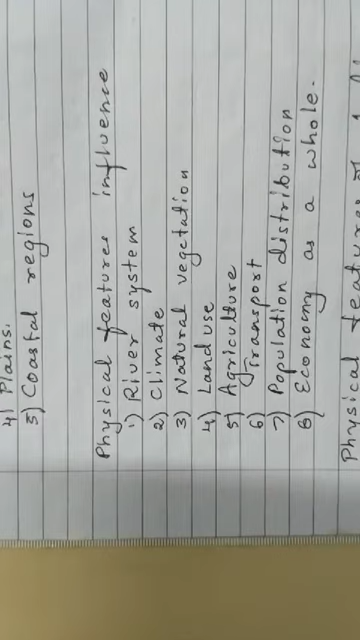 4) Plains.
5) Coastal regions
Physical features influence
1) River system
2) Climate
3) Natural vegetation
4) Land use
5) Agriculture
6) Transport
7) Population distribution
8) Economy as a whole.
Physical features of